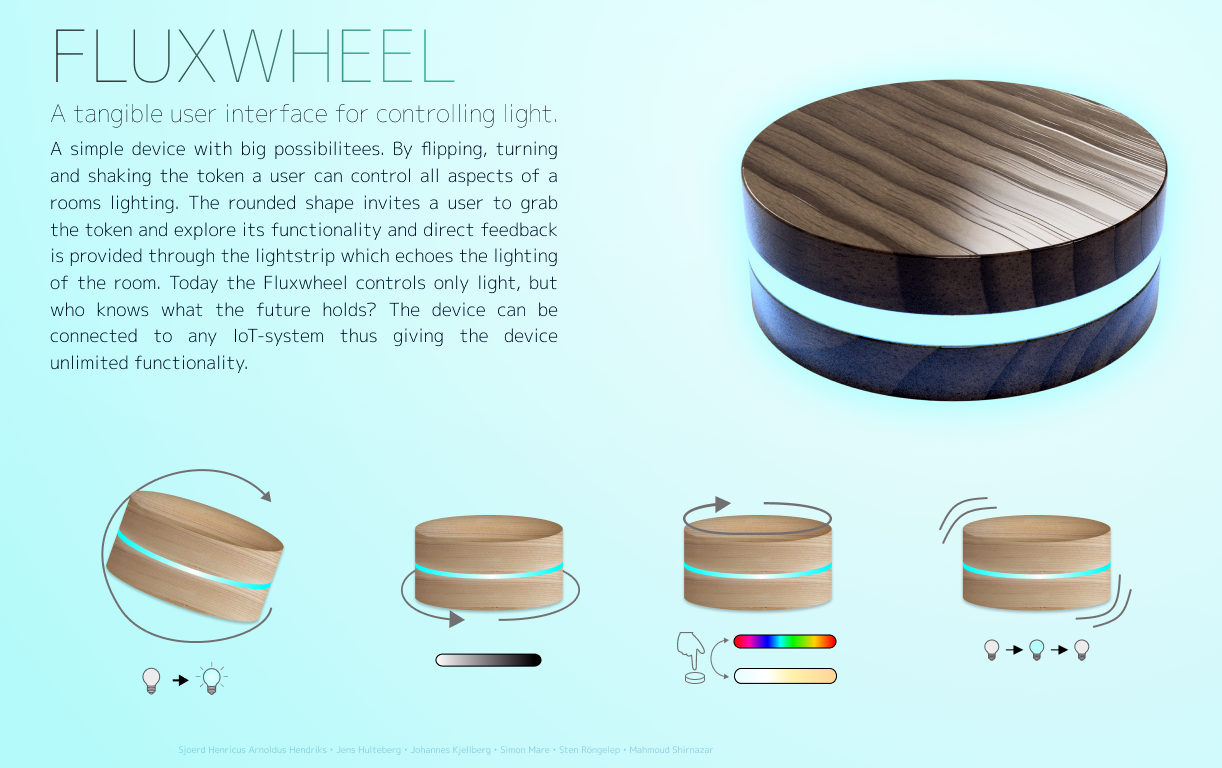 FLUXWHEEL
A tangible user interface for controlling light.
A simple device with big possibilitees. By flipping, turning
and shaking the token a user can control all aspects of a
rooms lighting. The rounded shape invites a user to grab
the token and explore its functionality and direct feedback
is provided through the lightstrip which echoes the lighting
of the room. Today the Fluxwheel controls only light, but
who knows what the future holds? The device can be
connected to any IoT-system thus giving the device
unlimited functionality.
Sjoerd Henricus Arnoldus Hendriks • Jens Hulteberg • Johannes Kjellberg • Simon Mare • Sten Röngelep • Mahmoud Shirnazar